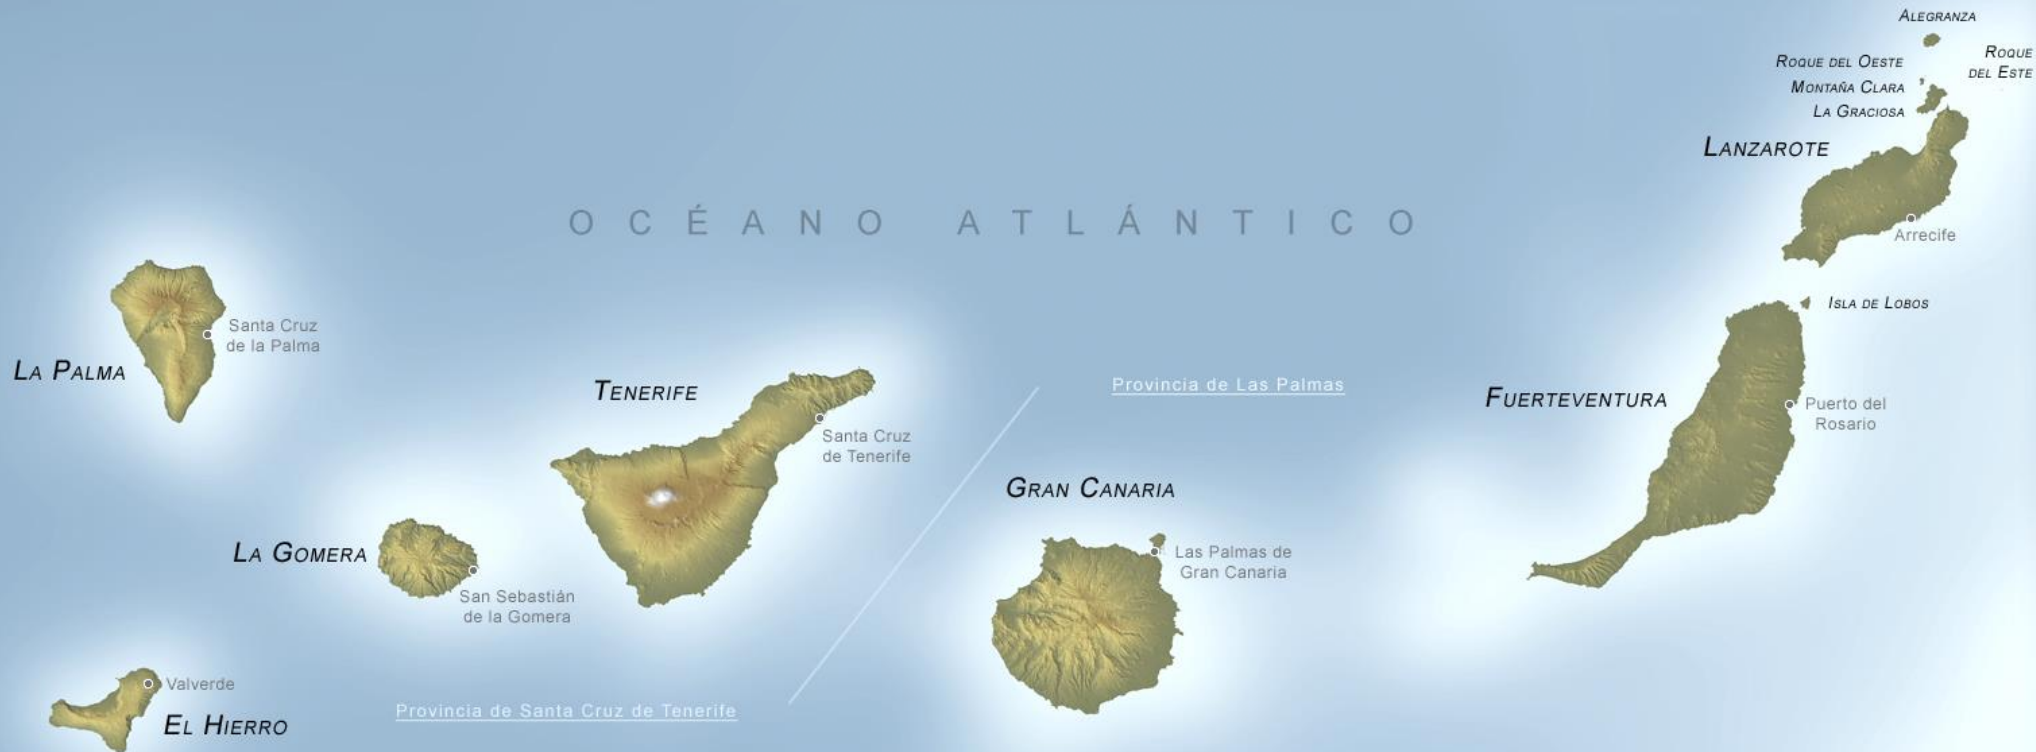 ALEGRANZA
ROQUE
DEL ESTE
ROQUE DEL OESTE
MONTAÑA CLARA
LA GRACIOSA
LANZAROTE
OCÉANO ATLÁNTICO
Arrecife
ISLA DE LOBOS
Santa Cruz
de la Palma
LA PALMA
TENERIFE
Provincia de Las Palmas
FUERTEVENTURA
Puerto del
Rosario
Santa Cruz
de Tenerife
GRAN CANARIA
LA GOMERA
Las Palmas de
Gran Canaria
San Sebastián
de la Gomera
Valverde
EL HIERRO
Provincia de Santa Cruz de Tenerife